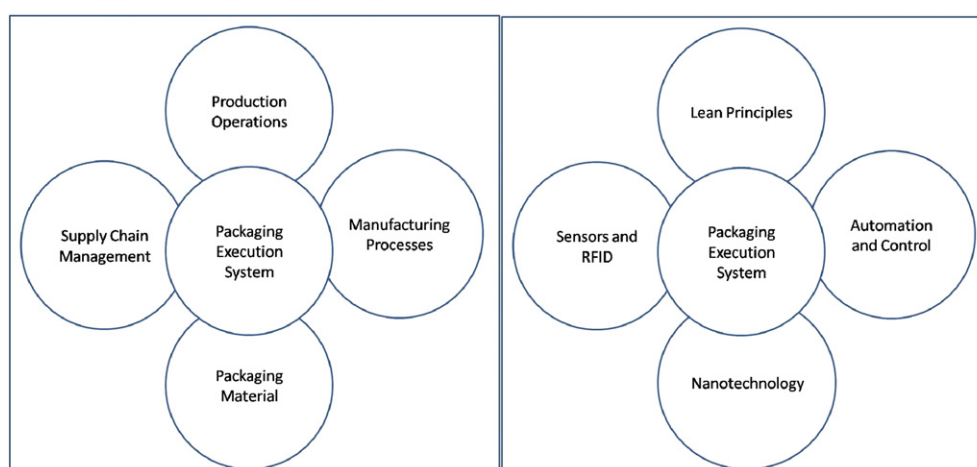 Production
Operations
Supply Chain
Management
Packaging
Execution
System
Manufacturing
Processes
Packaging
Material
Lean Principles
Sensors and
RFID
Packaging
Execution
System
Automation
and Control
Nanotechnology